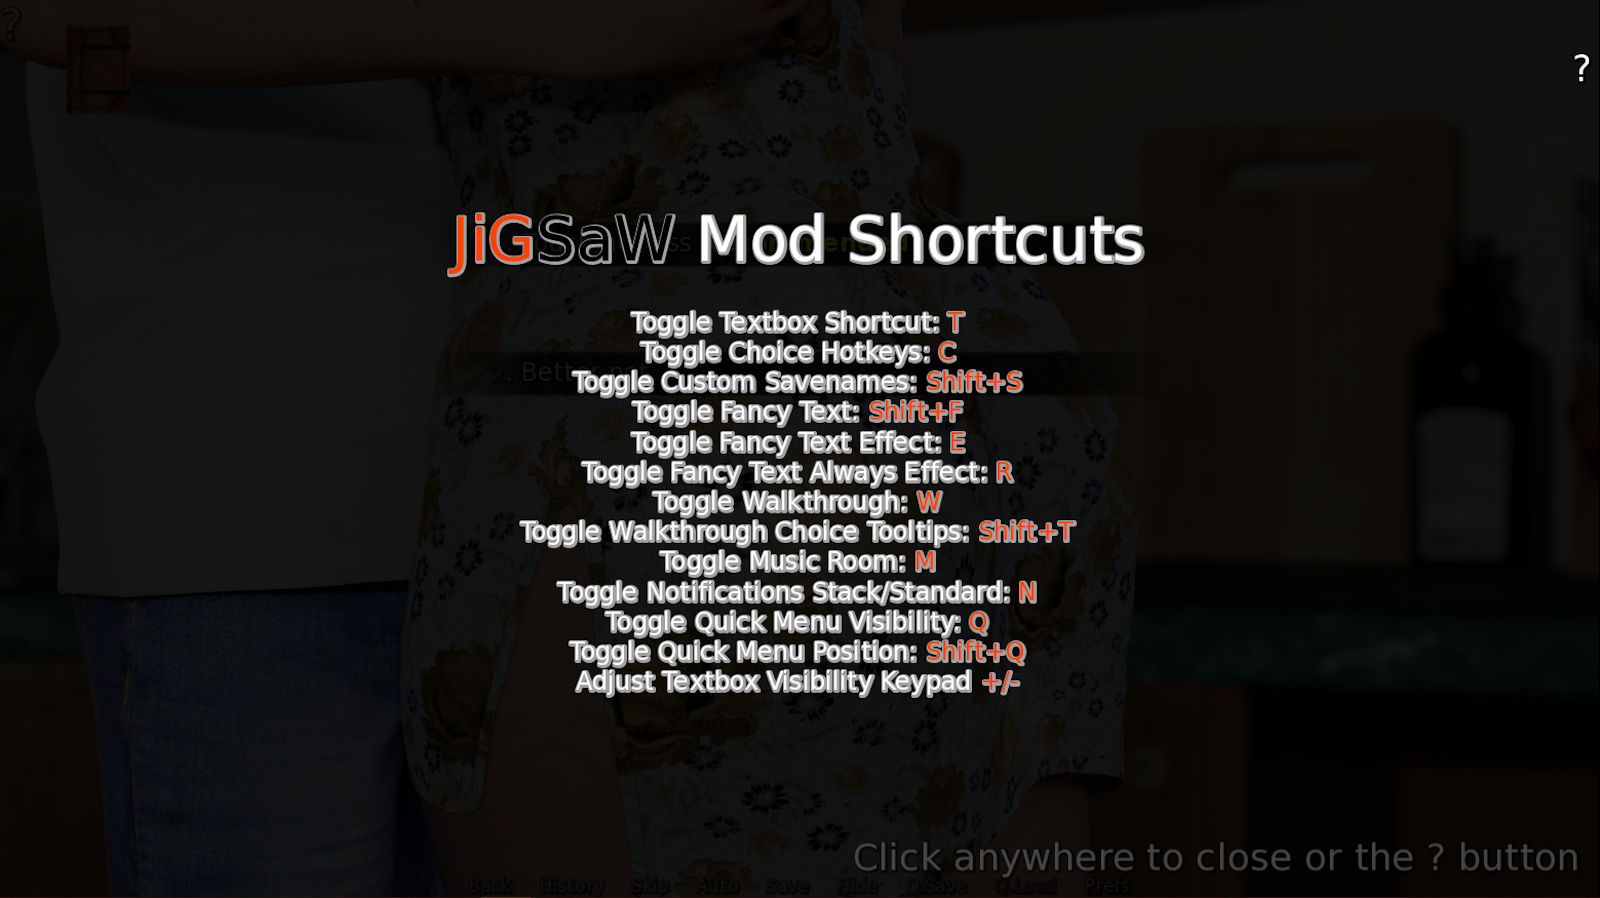 ?
?
JiGSaW Mod Shortcuts
Toggle Textbox Shortcut: T
Toggle Choice Hotkeys: C
Toggle Custom Savenames: Shift+S
Toggle Fancy Text: Shift+F
Toggle Fancy Text Effect: E
Toggle Fancy Text Always Effect: R
Toggle Walkthrough: W
Toggle Walkthrough Choice Tooltips: Shift+T
Toggle Music Room: M
Toggle Notifications Stack/Standard: N
Toggle Quick Menu Visibility: Q
Toggle Quick Menu Position: Shift+Q
Adjust Textbox Visibility Keypad +/-
Click anywhere to close or the ? button
Back History Skip Auto Save Hide Q.Save Q.Load Prefs